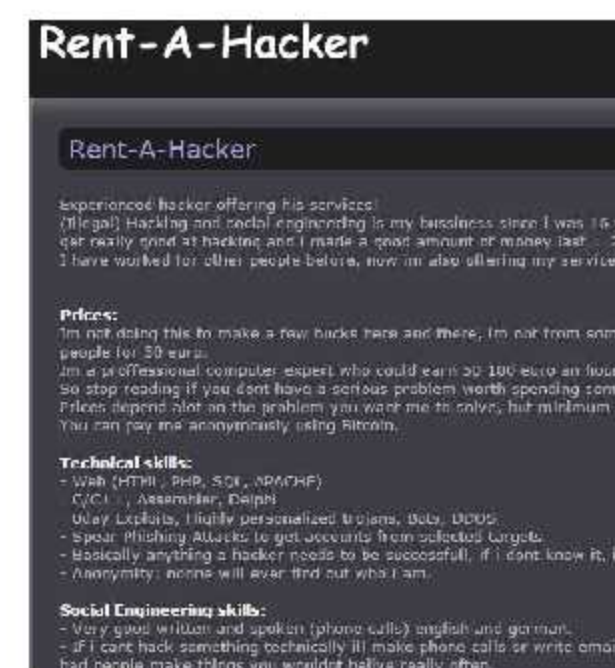 Rent-A-Hacker
Rent-A-Hacker
Experienced hacker offering his services!
(Illegal) Hacking and social engineering is my bussiness since i was 16
get really good at hacking and i made a good amount of money last
I have worked for other people before, now im also offering my service
Prices:
Im not doing this to make a few bucks here and there, im not from som
people for 50 euro.
Im a proffessional computer expert who could earn 50-100 euro an hour
So stop reading if you dont have a serious problem worth spending som
Prices depend alot on the problem you want me to solve, but minimum
You can pay me anonymously using Bitcoin.
Technical skills:
- Web (HTML, PHP, SQL, APACHE)
- C/C++, Assembler, Delphi
- 0day Exploits, Highly personalized trojans, Bots, DDOS
- Spear Phishing Attacks to get accounts from selected targets
- Basically anything a hacker needs to be successfull, if i dont know it, i
- Anonymity: noone will ever find out who i am.
Social Engineering skills:
- Very good written and spoken (phone calls) english and german.
- If i cant hack something technically ill make phone calls or write ema
had people make things you wouldnt belive really often.